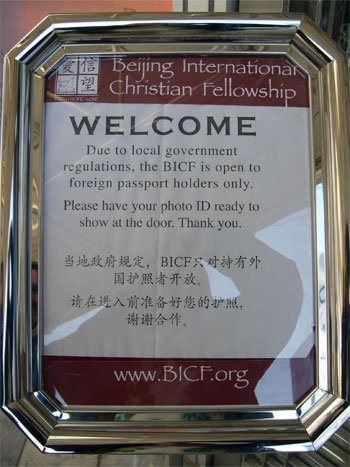 爱 信 望
Beijing International
Christian Fellowship
WELCOME
Due to local government
regulations, the BICF is open to
foreign passport holders only.
Please have your photo ID ready to
show at the door. Thank you.
当地政府规定，BICF只对持有外
国护照者开放。
请在进入前准备好您的护照，
谢谢合作。
www.BICF.org